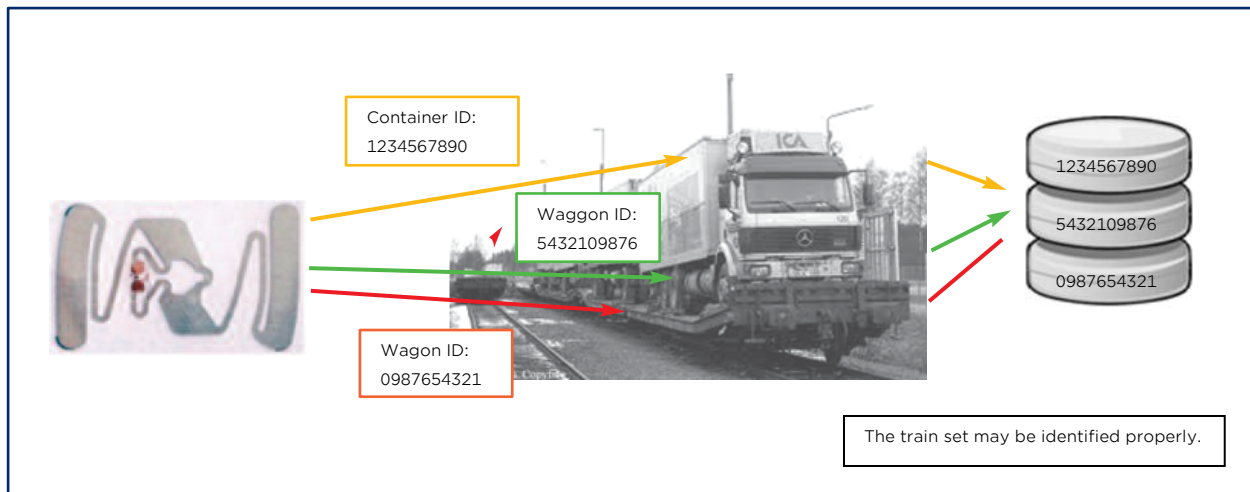 Container ID:
1234567890
ICA
Waggon ID:
5432109876
Wagon ID:
0987654321
The train set may be identified properly.
1234567890
5432109876
0987654321